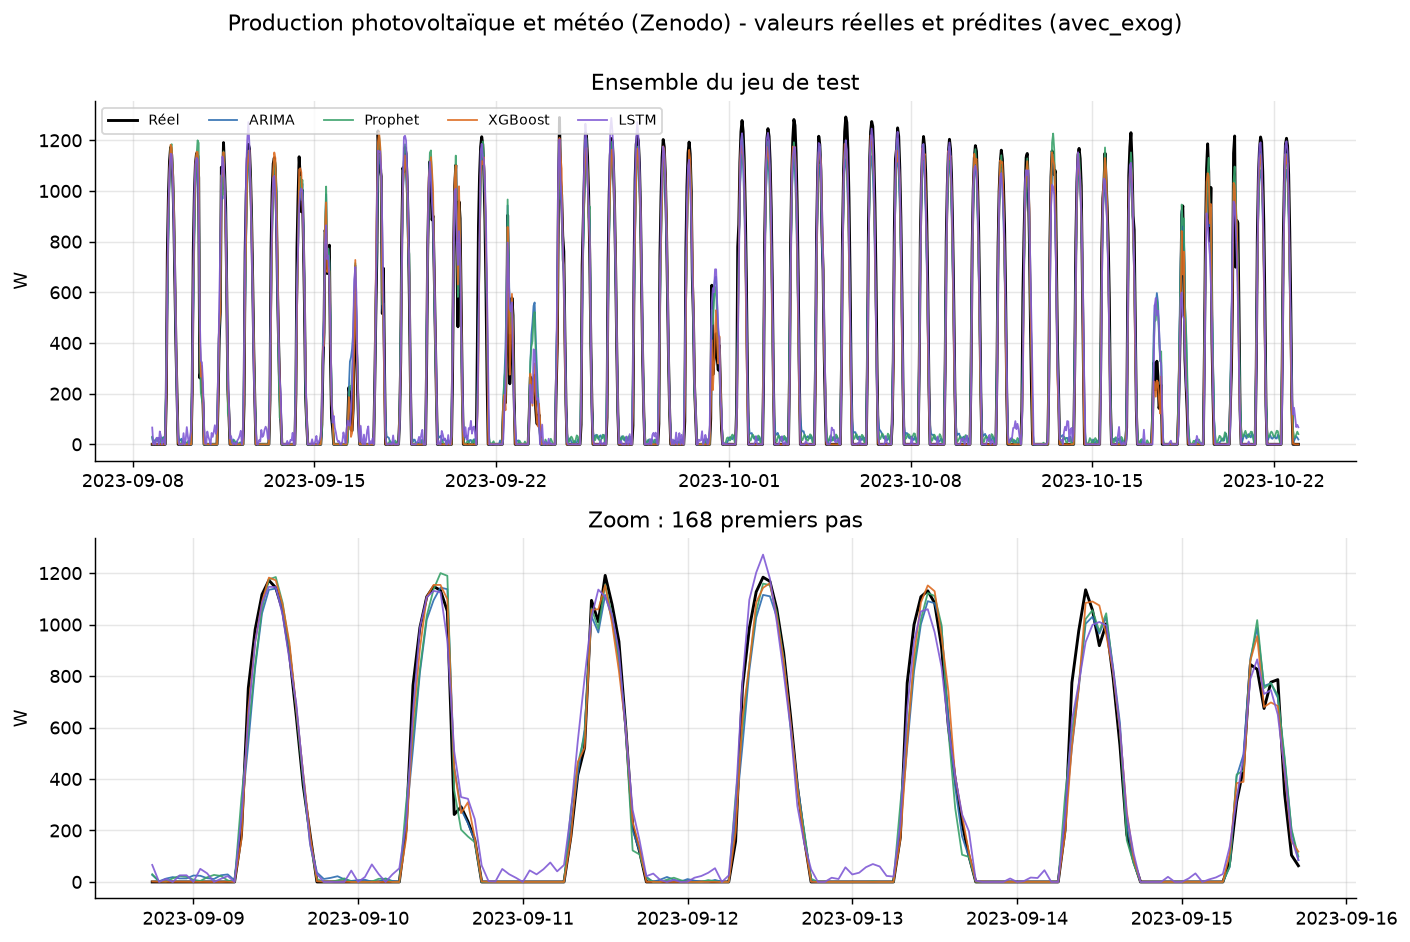 Production photovoltaïque et météo (Zenodo) - valeurs réelles et prédites (avec_exog)
Ensemble du jeu de test
Réel ARIMA Prophet XGBoost LSTM
1200
1000
800
600
400
200
0
W
2023-09-08 2023-09-15 2023-09-22 2023-10-01 2023-10-08 2023-10-15 2023-10-22
Zoom : 168 premiers pas
1200
1000
800
600
400
200
0
W
2023-09-09 2023-09-10 2023-09-11 2023-09-12 2023-09-13 2023-09-14 2023-09-15 2023-09-16